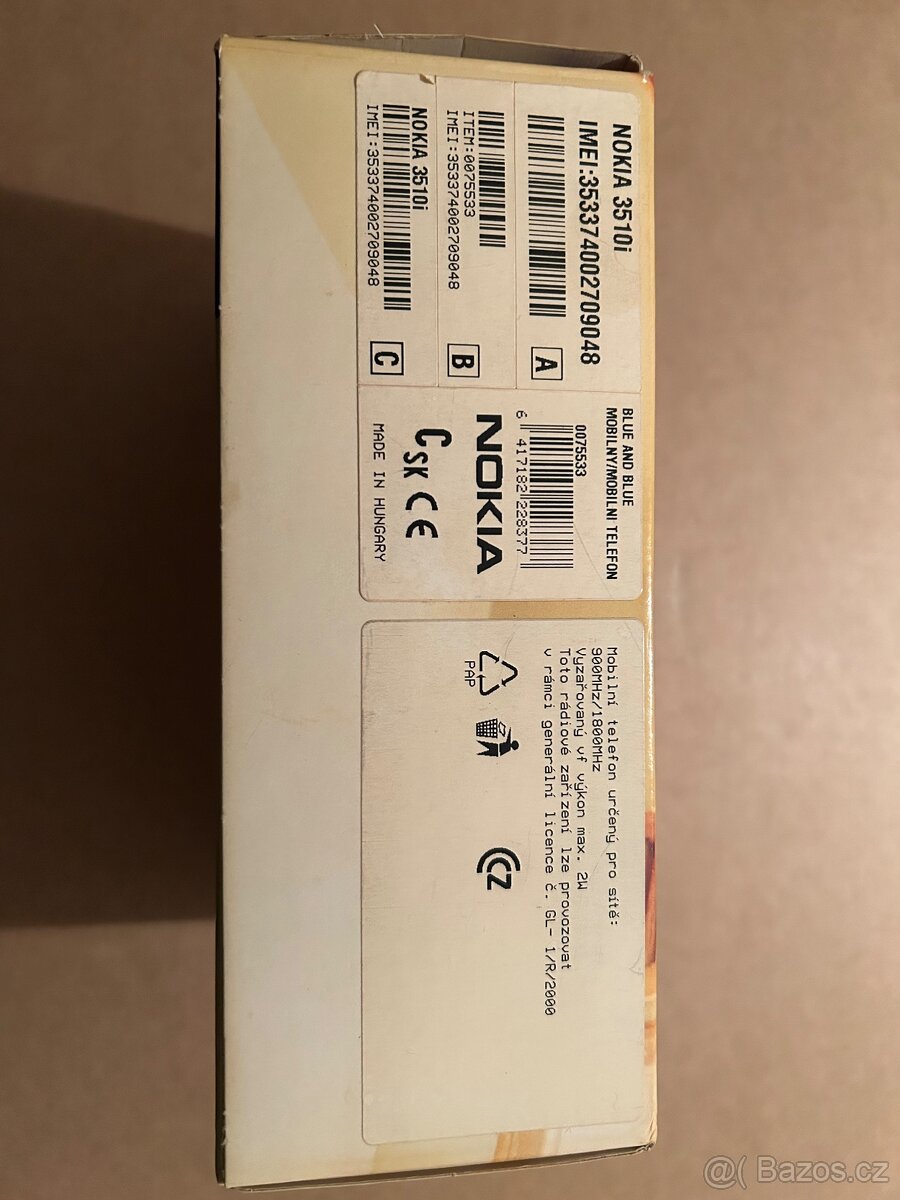 NOKIA 3510i
IMEI:353374002709048
A
ITEM:0075533
IMEI:353374002709048
B
NOKIA 3510i
IMEI:353374002709048
C
BLUE AND BLUE
MOBILNY/MOBILNI TELEFON
0075533
6 417182 228377
NOKIA
CSK CE
MADE IN HUNGARY
Mobilní telefon určený pro sítě:
900MHz/1800MHz
Vyzařovaný vf výkon max. 2W
Toto rádiové zařízení lze provozovat
v rámci generální licence č. GL- 1/R/2000
PAP
CCZ
@( Bazos.cz